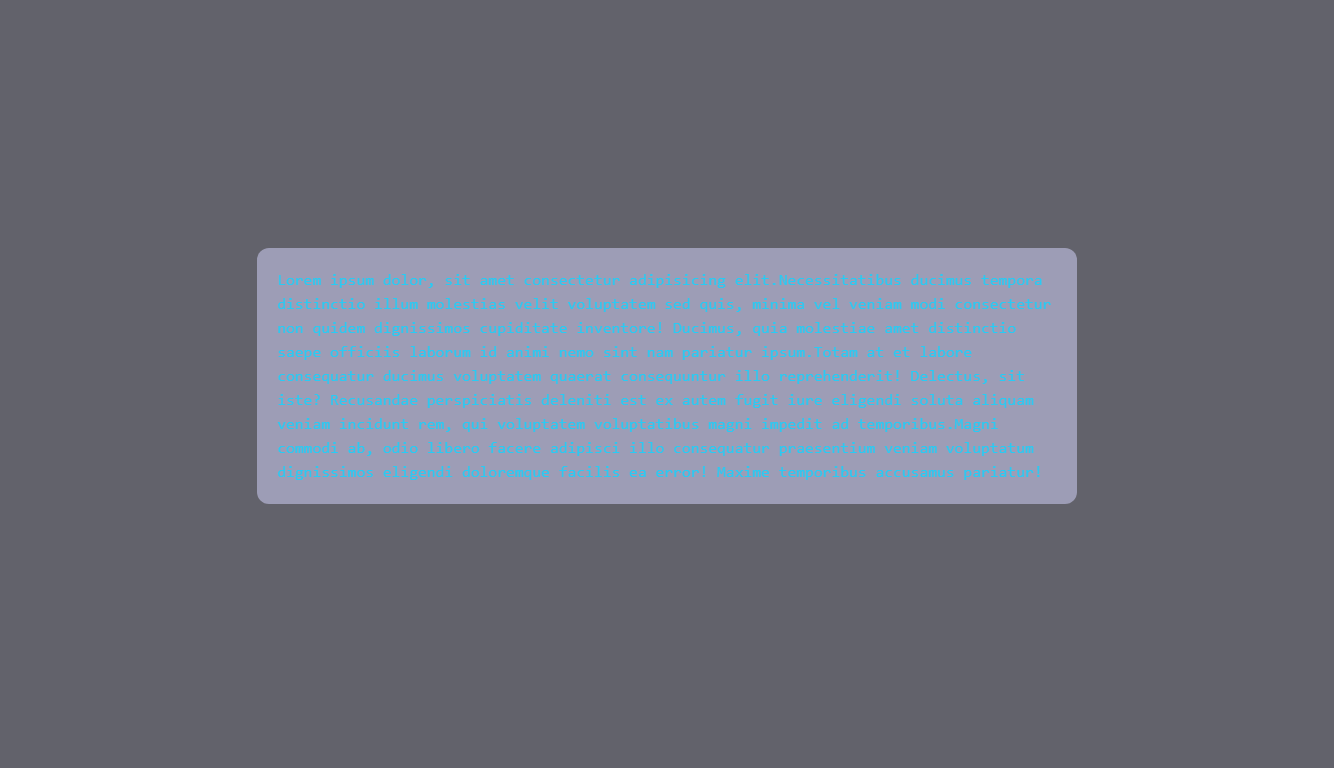 Lorem ipsum dolor, sit amet consectetur adipisicing elit.Necessitatibus ducimus tempora
distinctio illum molestias velit voluptatem sed quis, minima vel veniam modi consectetur
non quidem dignissimos cupiditate inventore! Ducimus, quia molestiae amet distinctio
saepe officiis laborum id animi nemo sint nam pariatur ipsum.Totam at et labore
consequatur ducimus voluptatem quaerat consequuntur illo reprehenderit! Delectus, sit
iste? Recusandae perspiciatis deleniti est ex autem fugit iure eligendi soluta aliquam
veniam incidunt rem, qui voluptatem voluptatibus magni impedit ad temporibus.Magni
commodi ab, odio libero facere adipisci illo consequatur praesentium veniam voluptatum
dignissimos eligendi doloremque facilis ea error! Maxime temporibus accusamus pariatur!